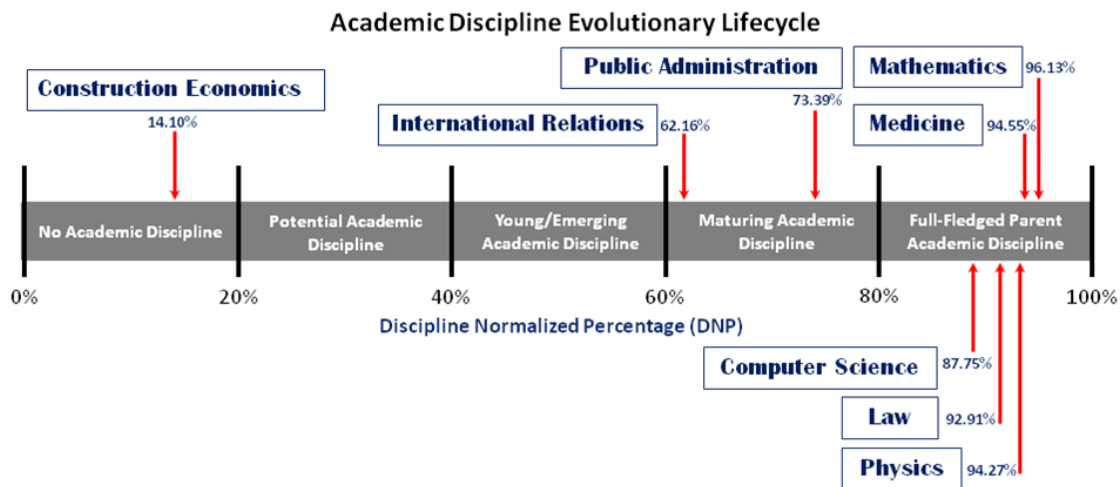 Academic Discipline Evolutionary Lifecycle
Construction Economics
14.10%
International Relations
62.16%
Public Administration
73.39%
Mathematics
96.13%
Medicine
94.55%
No Academic Discipline
Potential Academic
Discipline
Young/Emerging
Academic Discipline
Maturing Academic
Discipline
Full-Fledged Parent
Academic Discipline
0%
20%
40%
60%
80%
100%
Discipline Normalized Percentage (DNP)
Computer Science
87.75%
Law
92.91%
Physics
94.27%